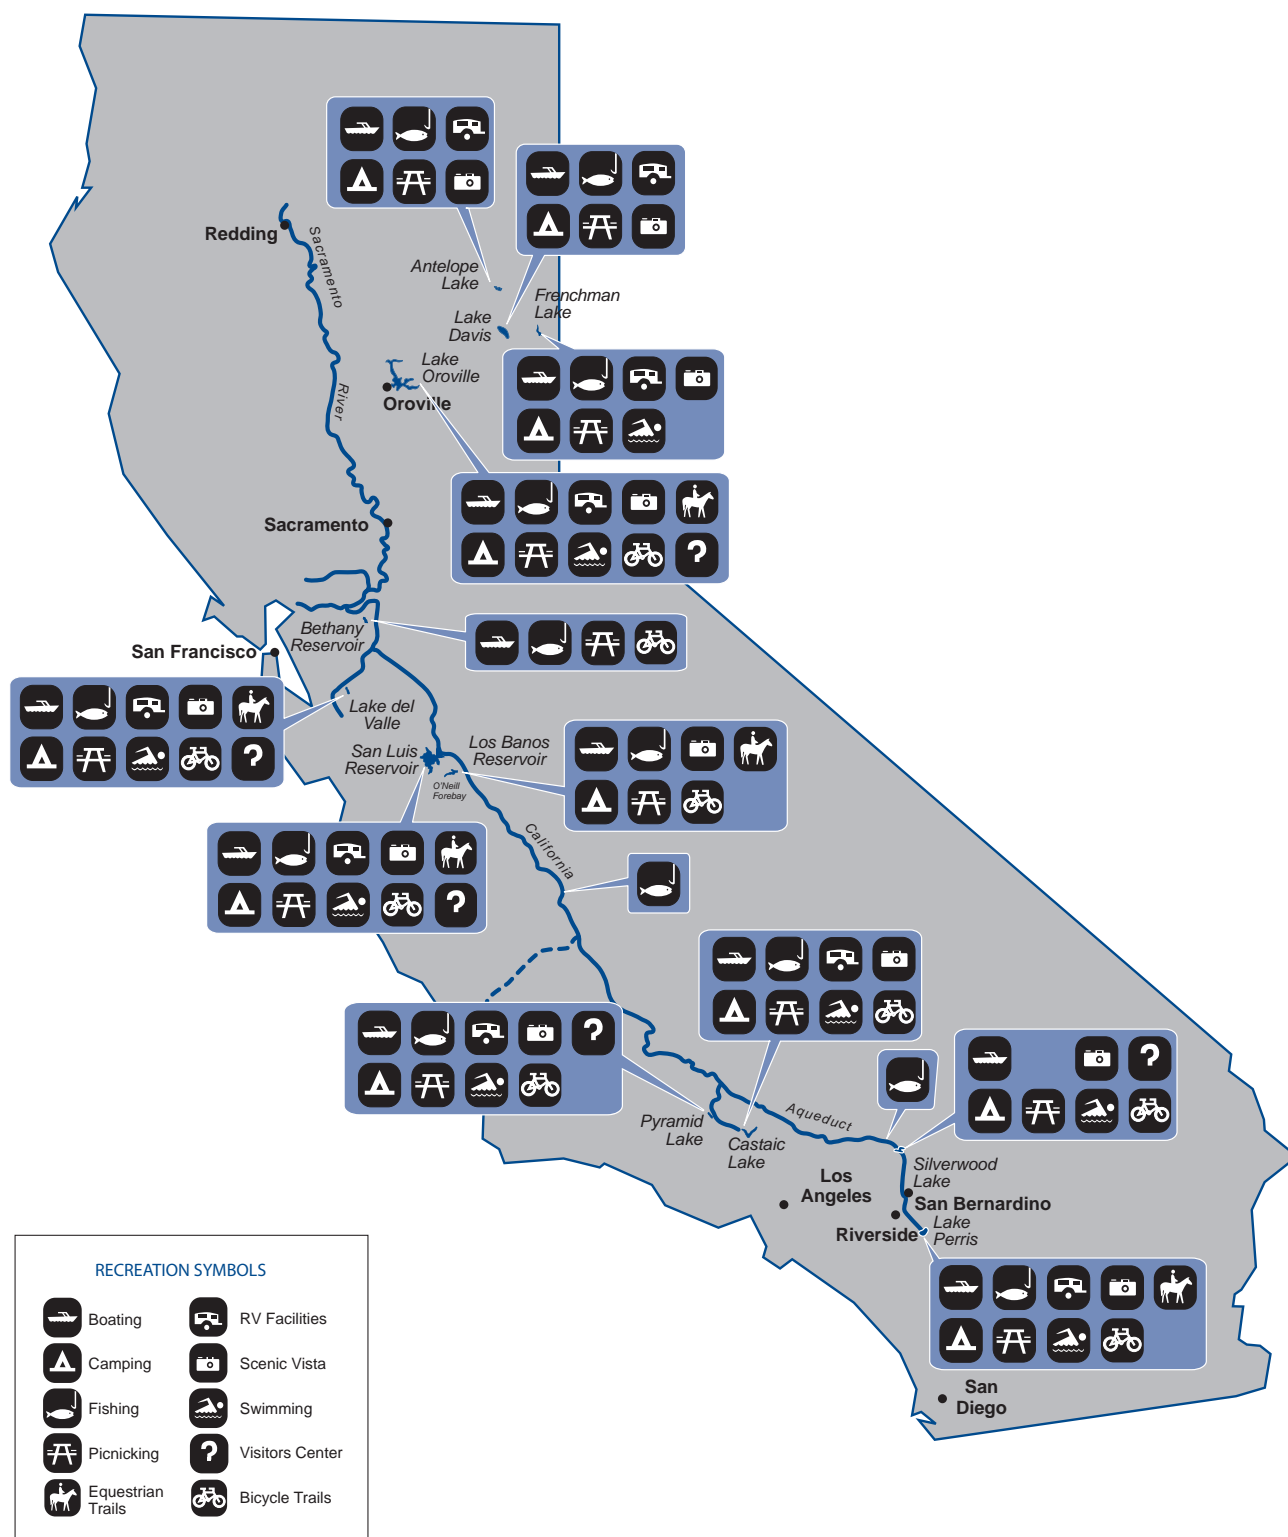 Redding
Sacramento
River
Antelope
Lake
Lake
Davis
Frenchman
Lake
Lake
Oroville
Oroville
Sacramento
Bethany
Reservoir
San Francisco
Lake del
Valle
San Luis
Reservoir
O'Neill
Forebay
Los Banos
Reservoir
California
Aqueduct
Pyramid
Lake
Castaic
Lake
Silverwood
Lake
Los
Angeles
San Bernardino
Riverside
Lake
Perris
San
Diego
RECREATION SYMBOLS
Boating
RV Facilities
Camping
Scenic Vista
Fishing
Swimming
Picnicking
? Visitors Center
Equestrian
Trails
Bicycle Trails